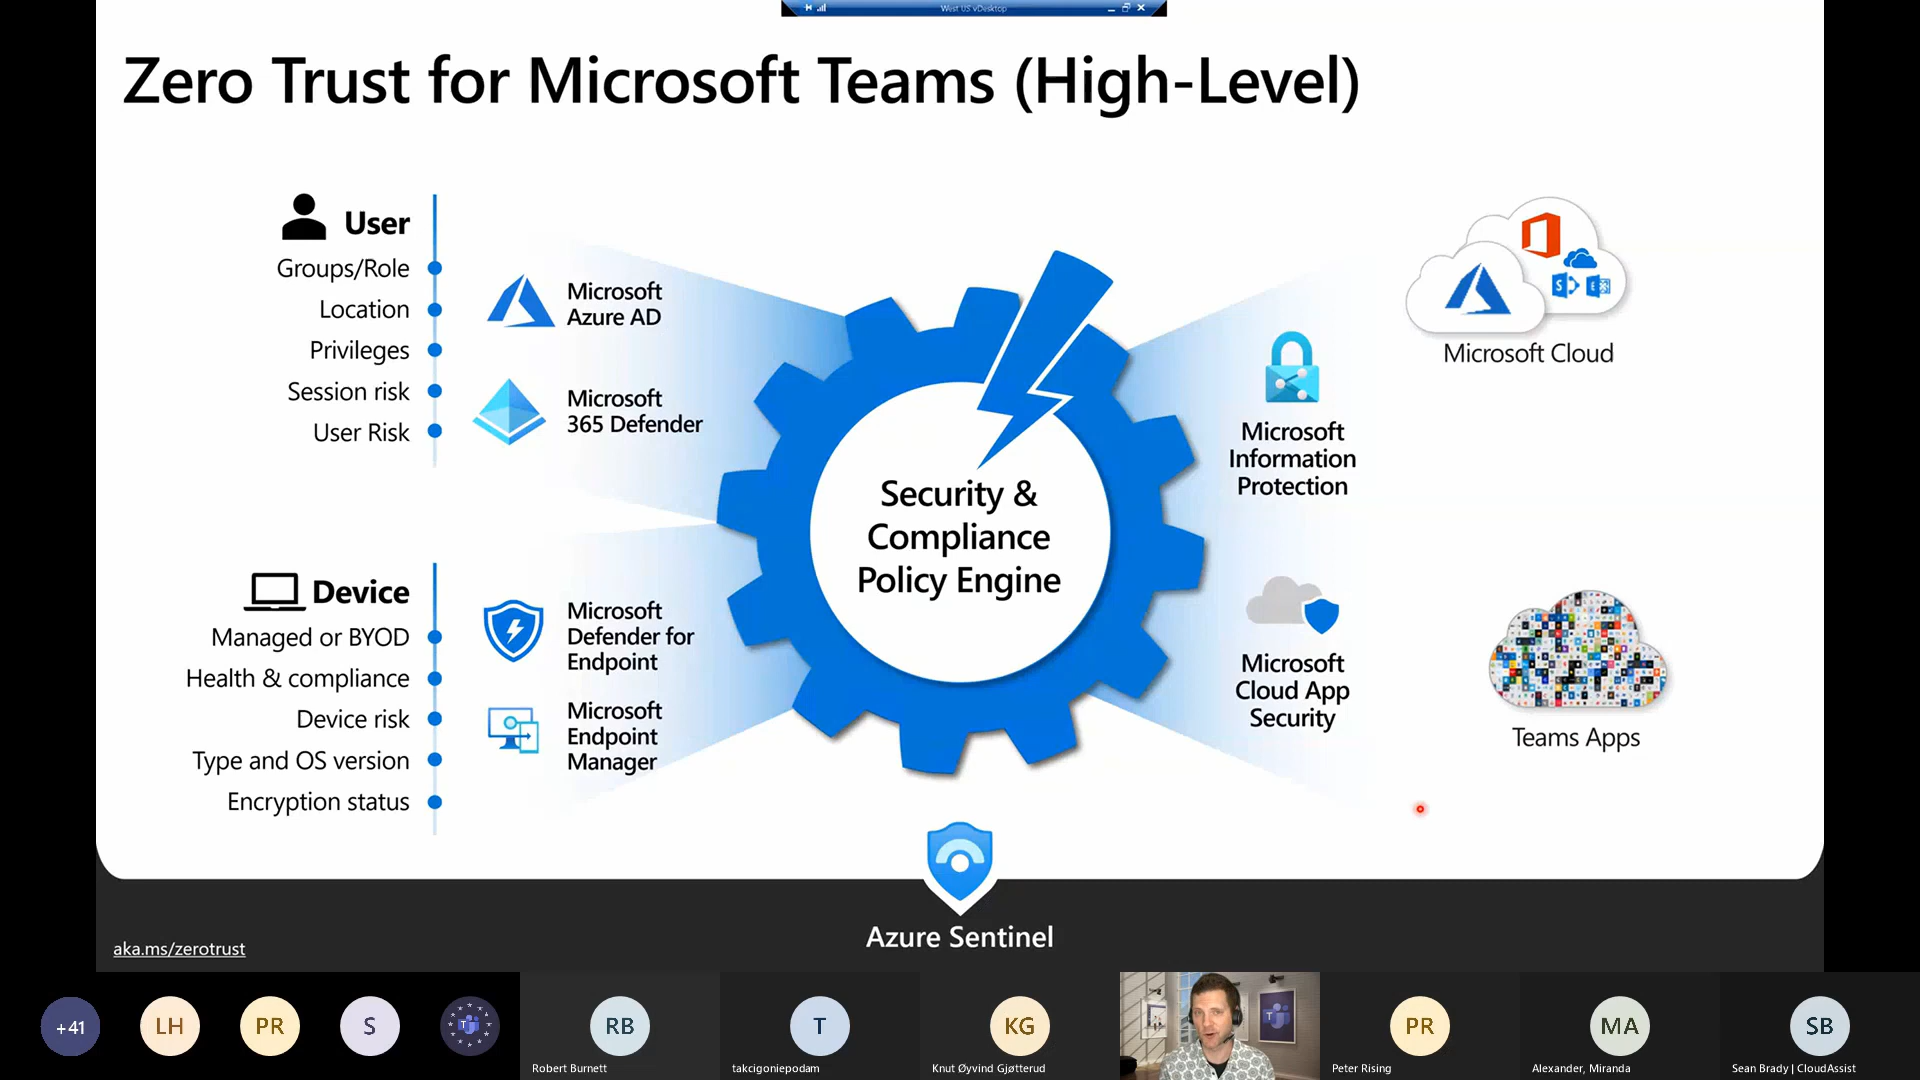 West US vDesktop
Zero Trust for Microsoft Teams (High-Level)
User
Groups/Role
Location
Privileges
Session risk
User Risk
Microsoft
Azure AD
Microsoft
365 Defender
Device
Managed or BYOD
Health & compliance
Device risk
Type and OS version
Encryption status
Microsoft
Defender for
Endpoint
Microsoft
Endpoint
Manager
Security &
Compliance
Policy Engine
Microsoft
Information
Protection
Microsoft
Cloud App
Security
Microsoft Cloud
Teams Apps
Azure Sentinel
aka.ms/zerotrust
+41
LH
PR
S
RB
Robert Burnett
T
takcigoniepodam
KG
Knut Øyvind Gjøtterud
PR
Peter Rising
MA
Alexander, Miranda
SB
Sean Brady | CloudAssist